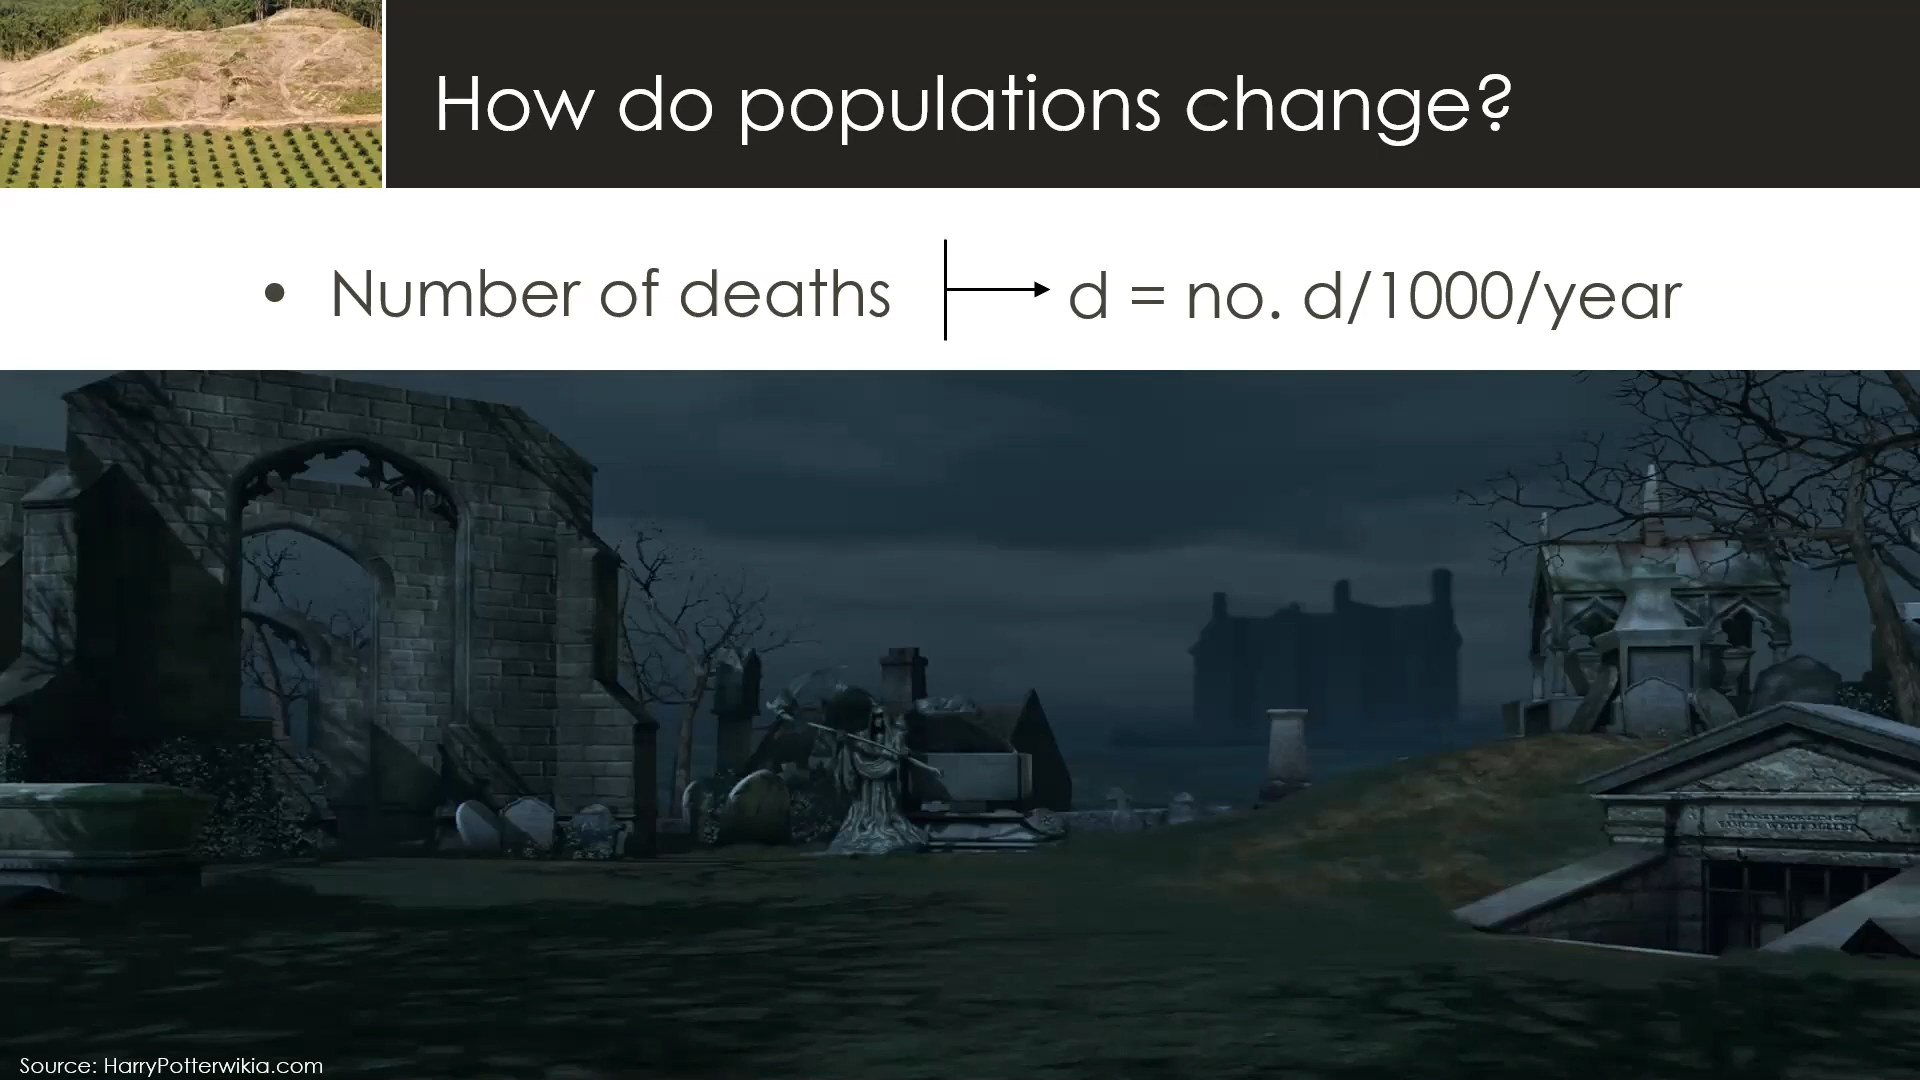 How do populations change?
• Number of deaths
d = no. d/1000/year
Source: HarryPotterwikia.com